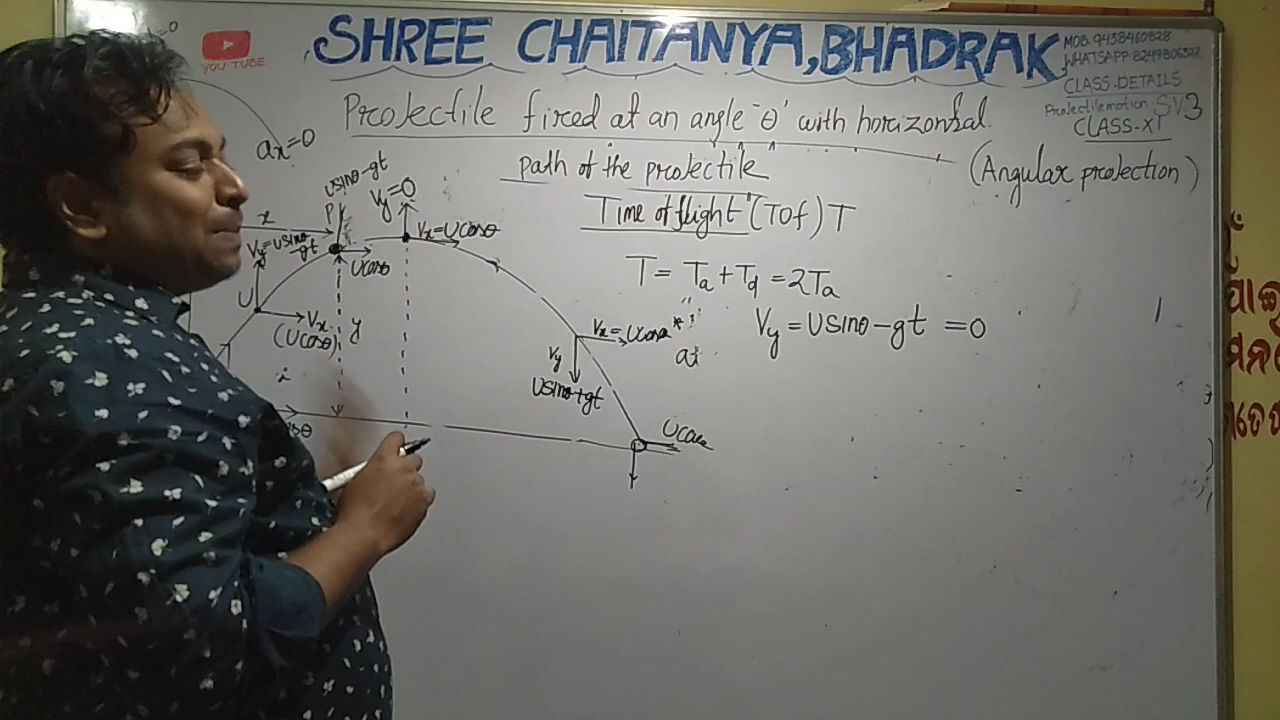 SHREE CHAITANYA, BHADRAK
YOU TUBE
MOB. 9438460828
WHATSAPP 8249806322
CLASS-DETAILS
Projectile motion SV3
CLASS-XI
Projectile fired at an angle 'θ' with horizonsal.
(Angular projection)
path of the projectile
"Time of flight" (TOf) T
T = Ta + Td = 2Ta
Vy = Usinθ - gt = 0
ax=0
usinθ-gt
Vy=0
x
P
Vx=Ucosθ
Vy=usinθ
-gt
Ucosθ
U
Vx
(Ucosθ)
y
Vx=
at
Vy
Usinθ+gt
ପାଇଁ